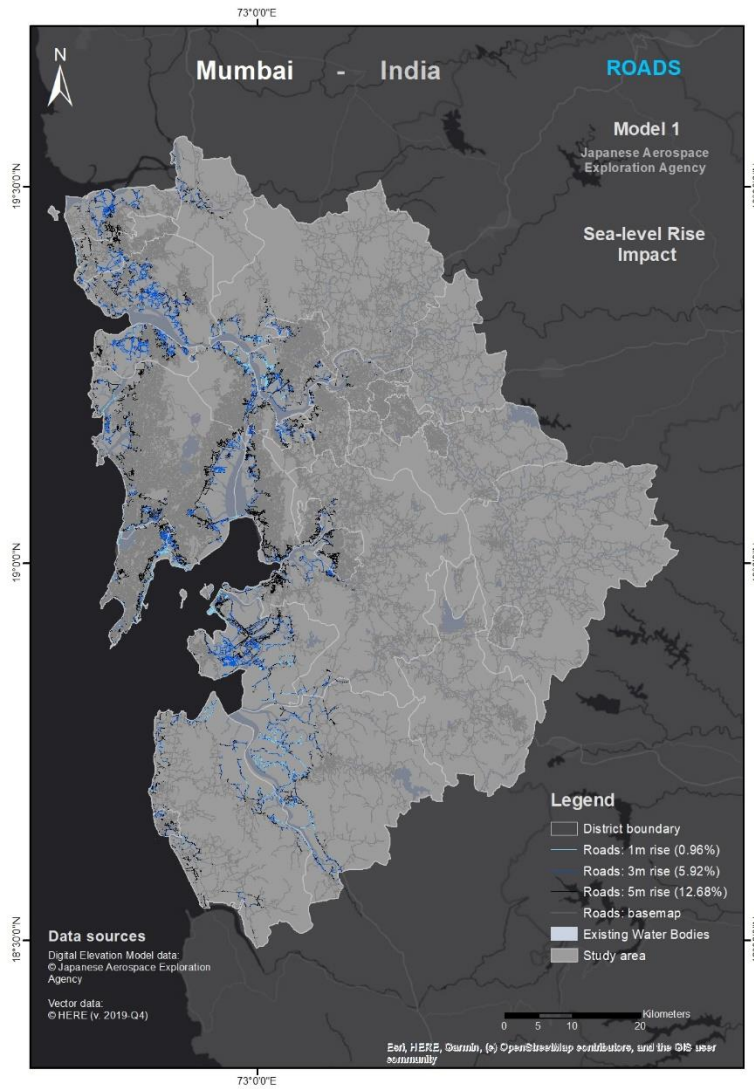 73°0'0"E
N
Mumbai - India
ROADS
Model 1
Japanese Aerospace
Exploration Agency
19°30'0"N
Sea-level Rise
Impact
19°0'0"N
Legend
District boundary
Roads: 1m rise (0.96%)
Roads: 3m rise (5.92%)
Roads: 5m rise (12.68%)
Roads: basemap
Existing Water Bodies
Study area
18°30'0"N
Data sources
Digital Elevation Model data:
© Japanese Aerospace Exploration
Agency
Vector data:
© HERE (v. 2019-Q4)
Kilometers
0 5 10 20
Esri, HERE, Garmin, (c) OpenStreetMap contributors, and the GIS user
community
73°0'0"E